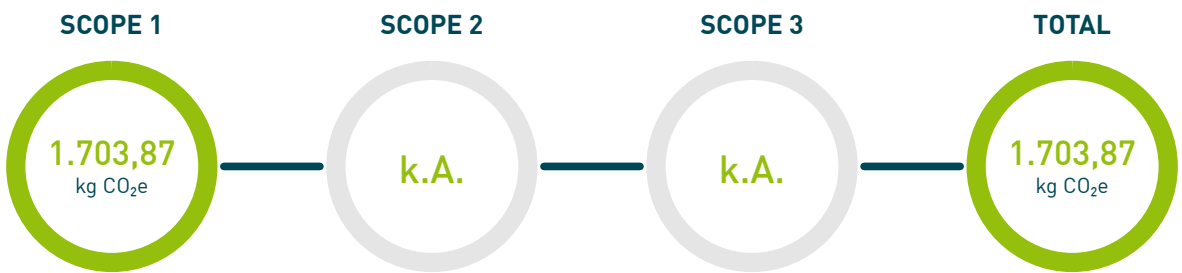 SCOPE 1
SCOPE 2
SCOPE 3
TOTAL
1.703,87
kg CO₂e
k.A.
k.A.
1.703,87
kg CO₂e